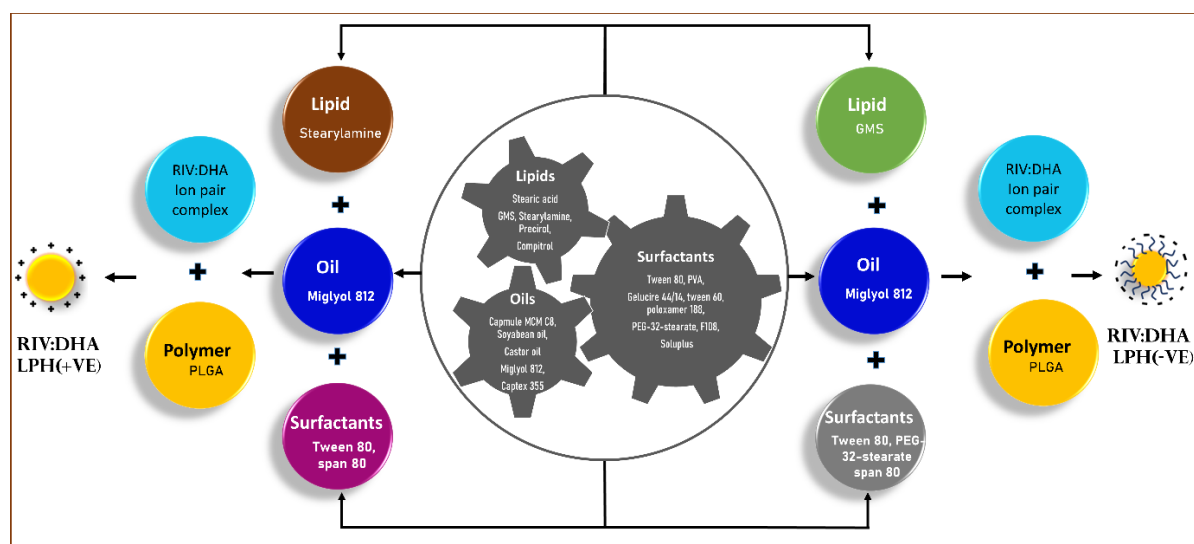 Lipid
Stearylamine
RIV:DHA
Ion pair
complex
+
+
Oil
Miglyol 812
Polymer
PLGA
+
Surfactants
Tween 80,
span 80
RIV:DHA
LPH(+VE)
Lipids
Stearic acid
GMS, Stearylamine,
Precirol,
Compitrol
Oils
Capmule MCM C8,
Soyabean oil,
Castor oil
Miglyol 812,
Captex 355
Surfactants
Tween 80, PVA,
Gelucire 44/14, tween 60,
poloxamer 188,
PEG-32-stearate, F108,
Soluplus
Lipid
GMS
+
Oil
Miglyol 812
+
Surfactants
Tween 80, PEG-
32-stearate
span 80
RIV:DHA
Ion pair
complex
+
Polymer
PLGA
RIV:DHA
LPH(-VE)